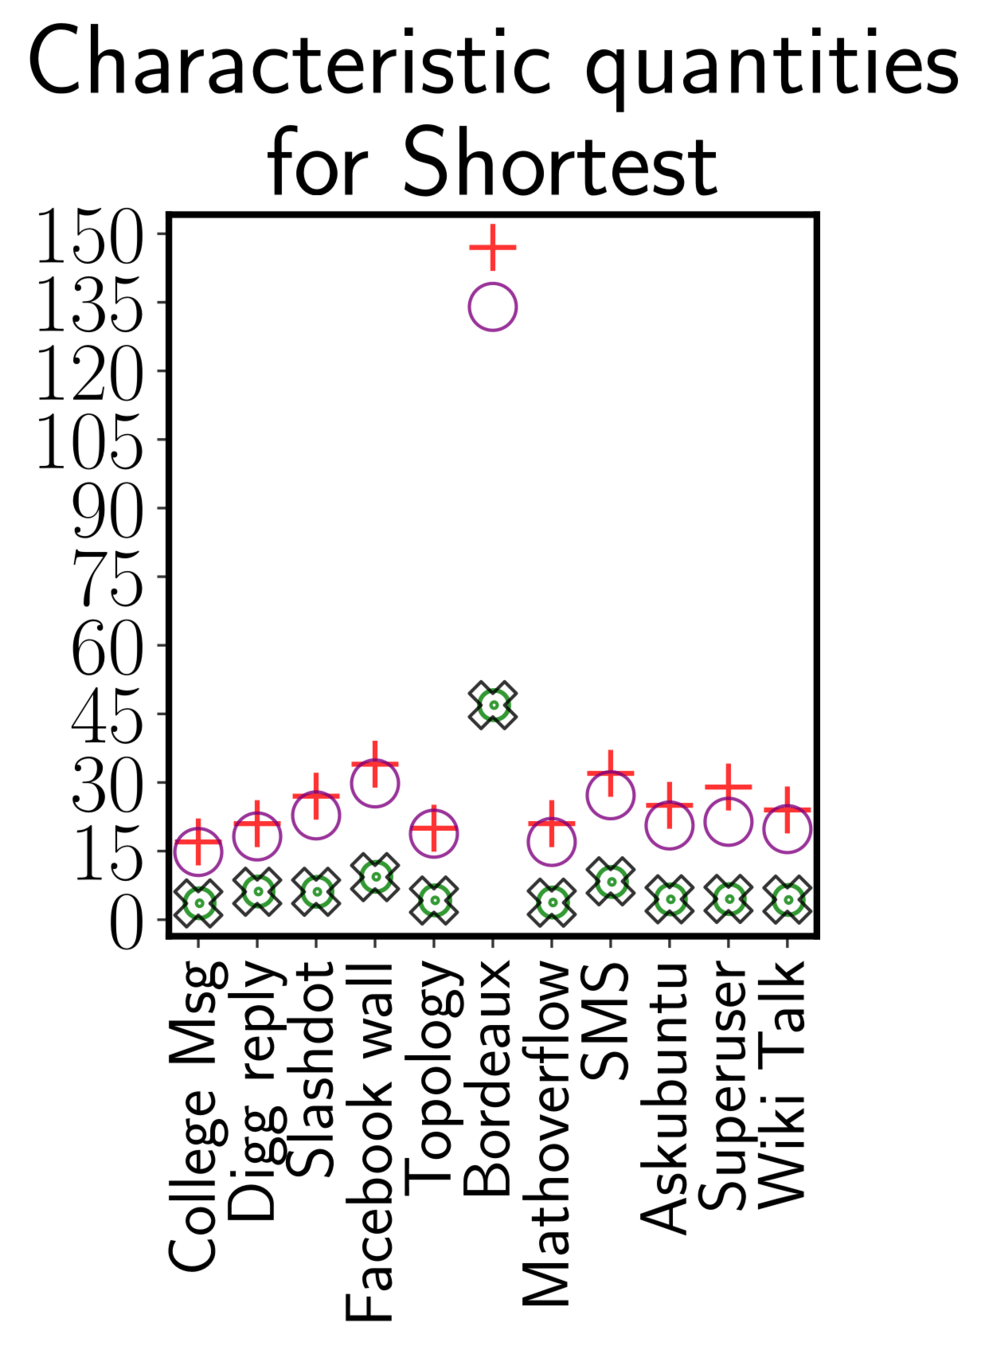 Characteristic quantities
for Shortest
150
135
120
105
90
75
60
45
30
15
0
College Msg
Digg reply
Slashdot
Facebook wall
Topology
Bordeaux
Mathoverflow
SMS
Askubuntu
Superuser
Wiki Talk